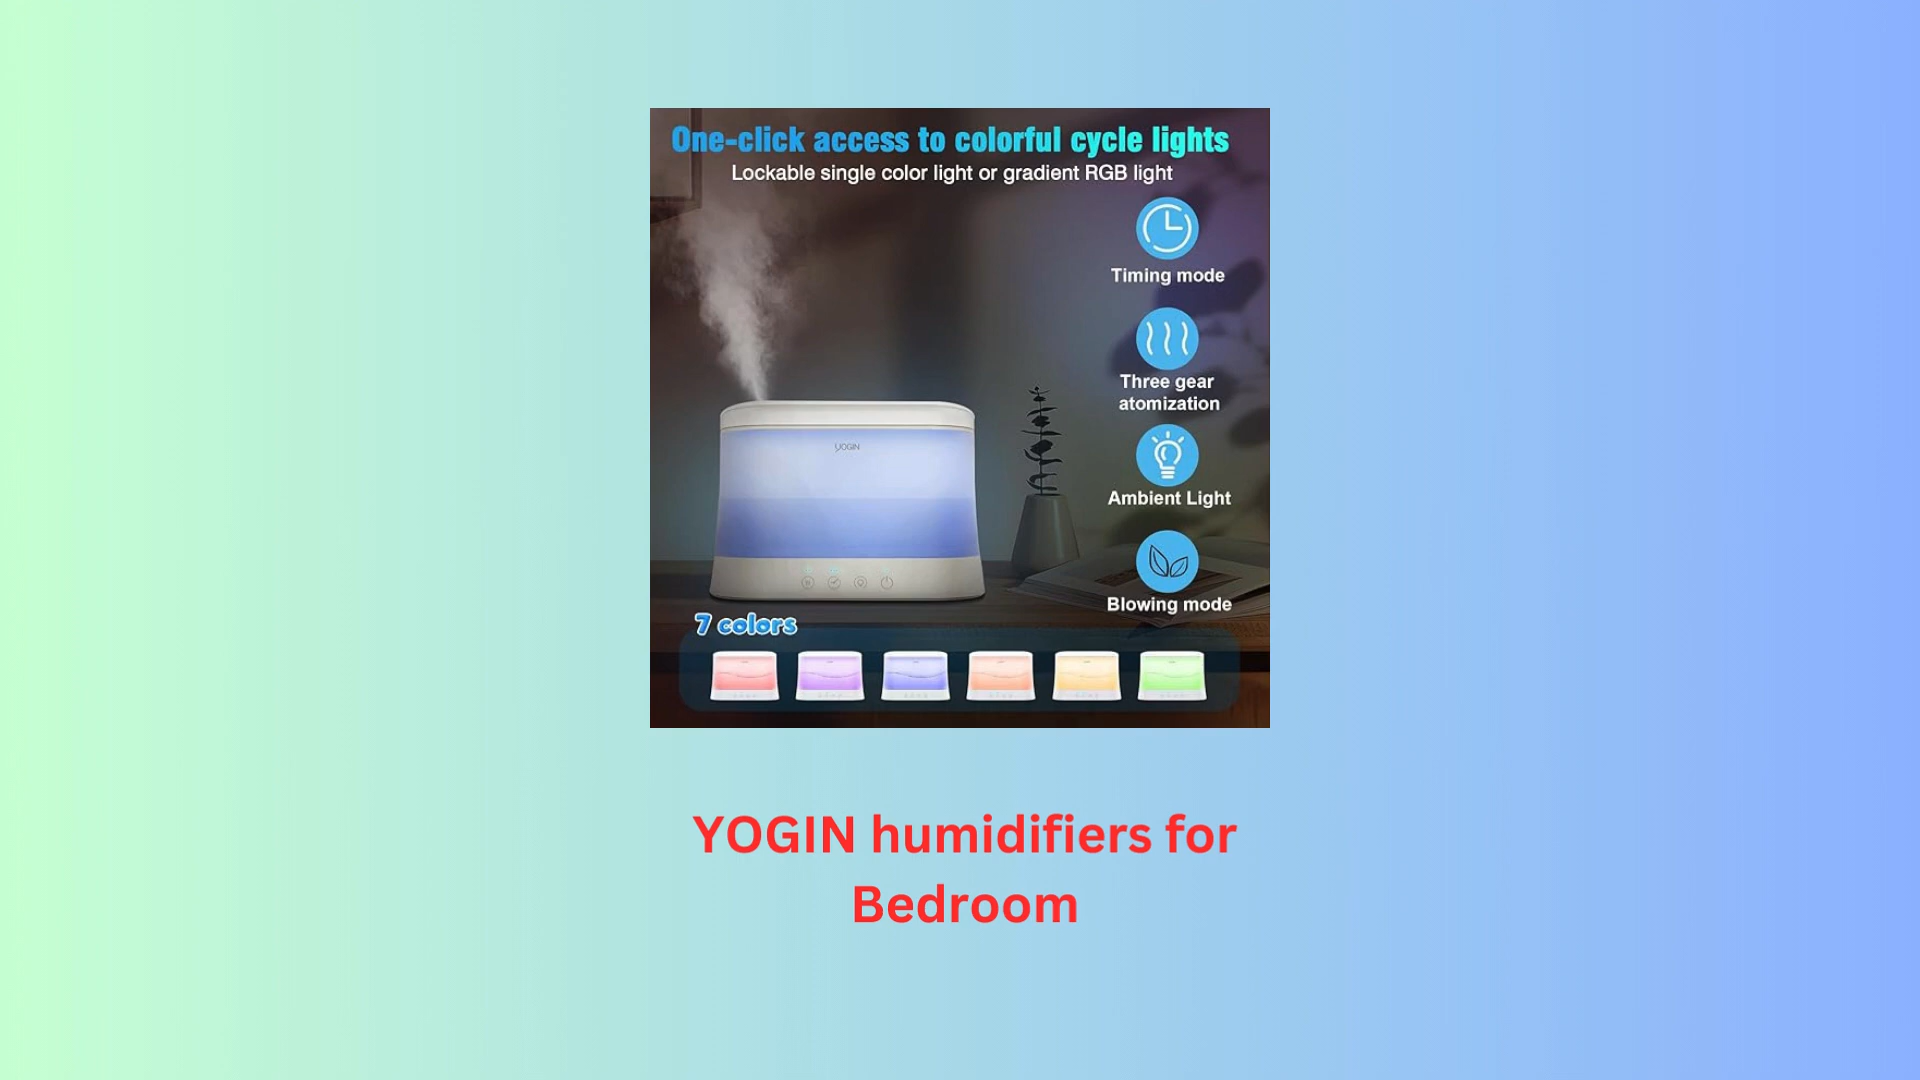 One-click access to colorful cycle lights
Lockable single color light or gradient RGB light
Timing mode
Three gear
atomization
YOGIN
Ambient Light
Blowing mode
7 colors
YOGIN humidifiers for
Bedroom